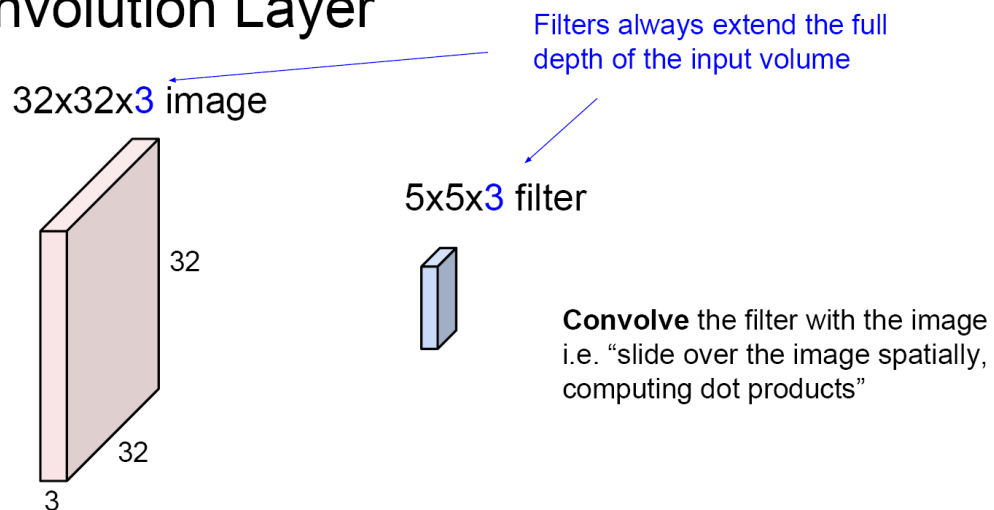 nvolution Layer
Filters always extend the full
depth of the input volume
32x32x3 image
5x5x3 filter
32
Convolve the filter with the image
i.e. “slide over the image spatially,
computing dot products”
32
3